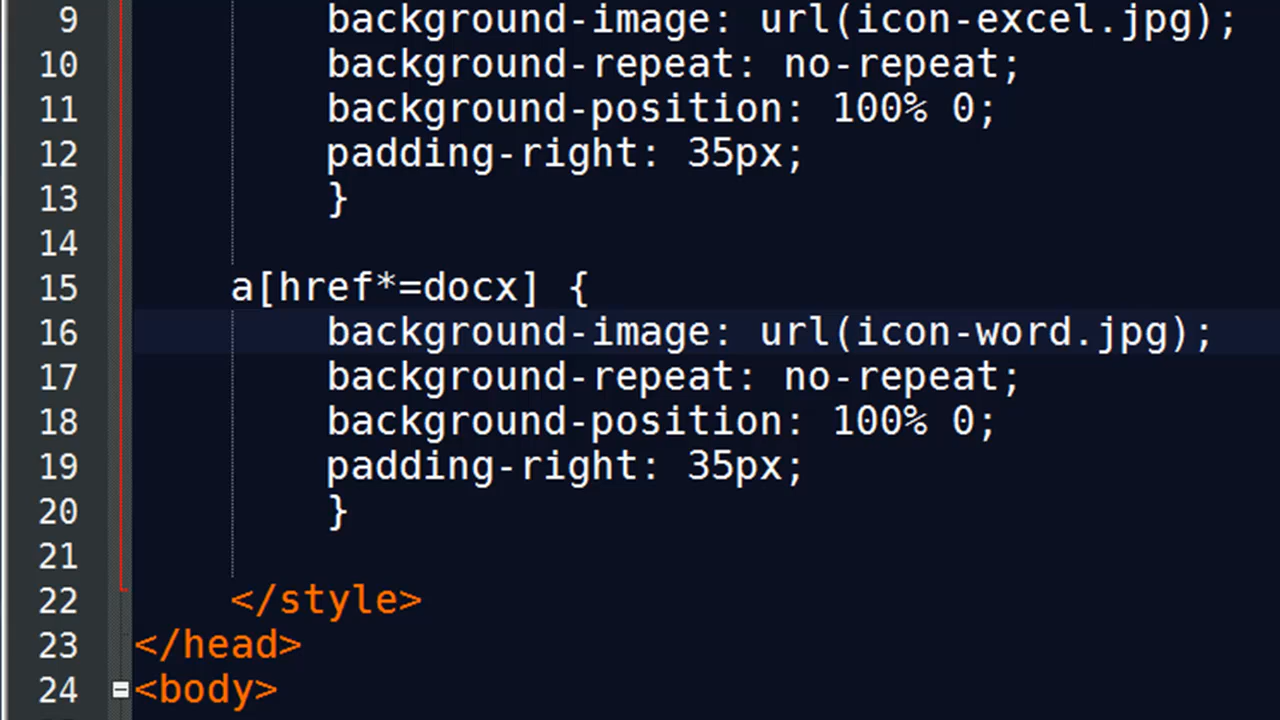 9 background-image: url(icon-excel.jpg);
10 background-repeat: no-repeat;
11 background-position: 100% 0;
12 padding-right: 35px;
13 }
14
15 a[href*=docx] {
16 background-image: url(icon-word.jpg);
17 background-repeat: no-repeat;
18 background-position: 100% 0;
19 padding-right: 35px;
20 }
21
22 </style>
23 </head>
24 <body>